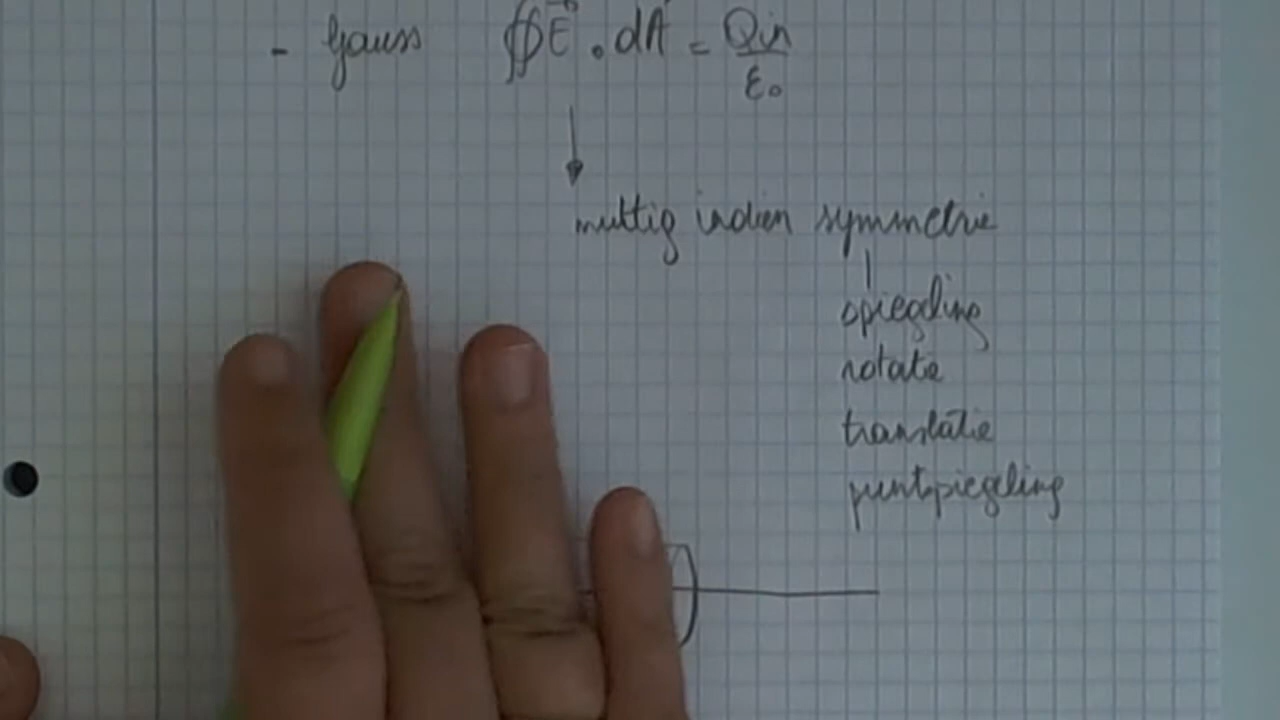 - Gauss ∯E⃗ . dA⃗ = Qin/ε₀
nuttig indien symmetrie
spiegeling
rotatie
translatie
puntspiegeling